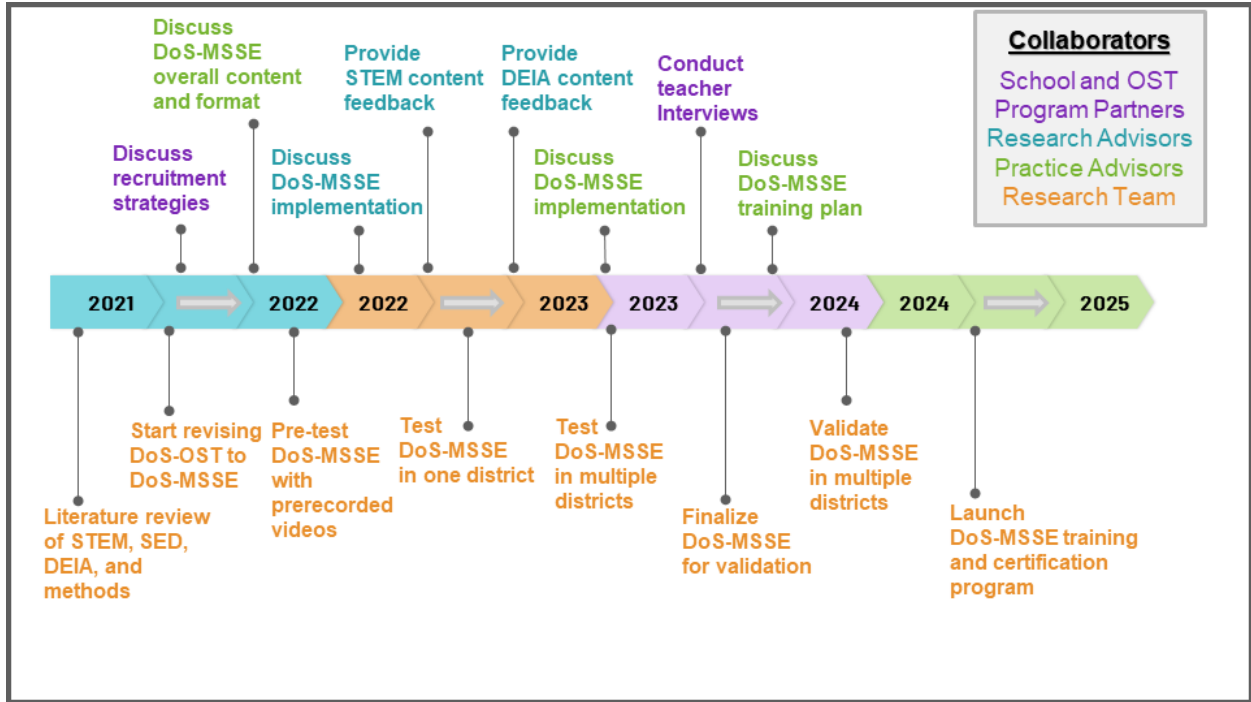 Discuss
DoS-MSSE
overall content
and format
Provide
STEM content
feedback
Provide
DEIA content
feedback
Conduct
teacher
Interviews
Collaborators
School and OST
Program Partners
Research Advisors
Practice Advisors
Research Team
Discuss
recruitment
strategies
Discuss
DoS-MSSE
implementation
Discuss
DoS-MSSE
implementation
Discuss
DoS-MSSE
training plan
2021
2022
2022
2023
2023
2024
2024
2025
Literature review
of STEM, SED,
DEIA, and
methods
Start revising
DoS-OST to
DoS-MSSE
Pre-test
DoS-MSSE
with
prerecorded
videos
Test
DoS-MSSE
in one district
Test
DoS-MSSE
in multiple
districts
Finalize
DoS-MSSE
for validation
Validate
DoS-MSSE
in multiple
districts
Launch
DoS-MSSE training
and certification
program